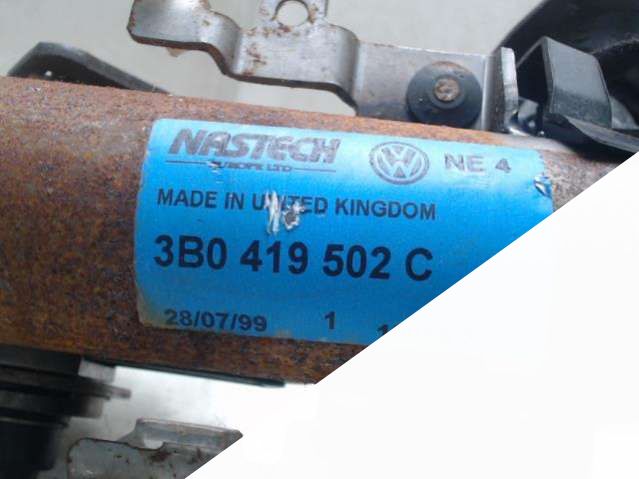 NASTECH
EUROPE LTD
NE 4
MADE IN UNITED KINGDOM
3B0 419 502 C
28/07/99 1